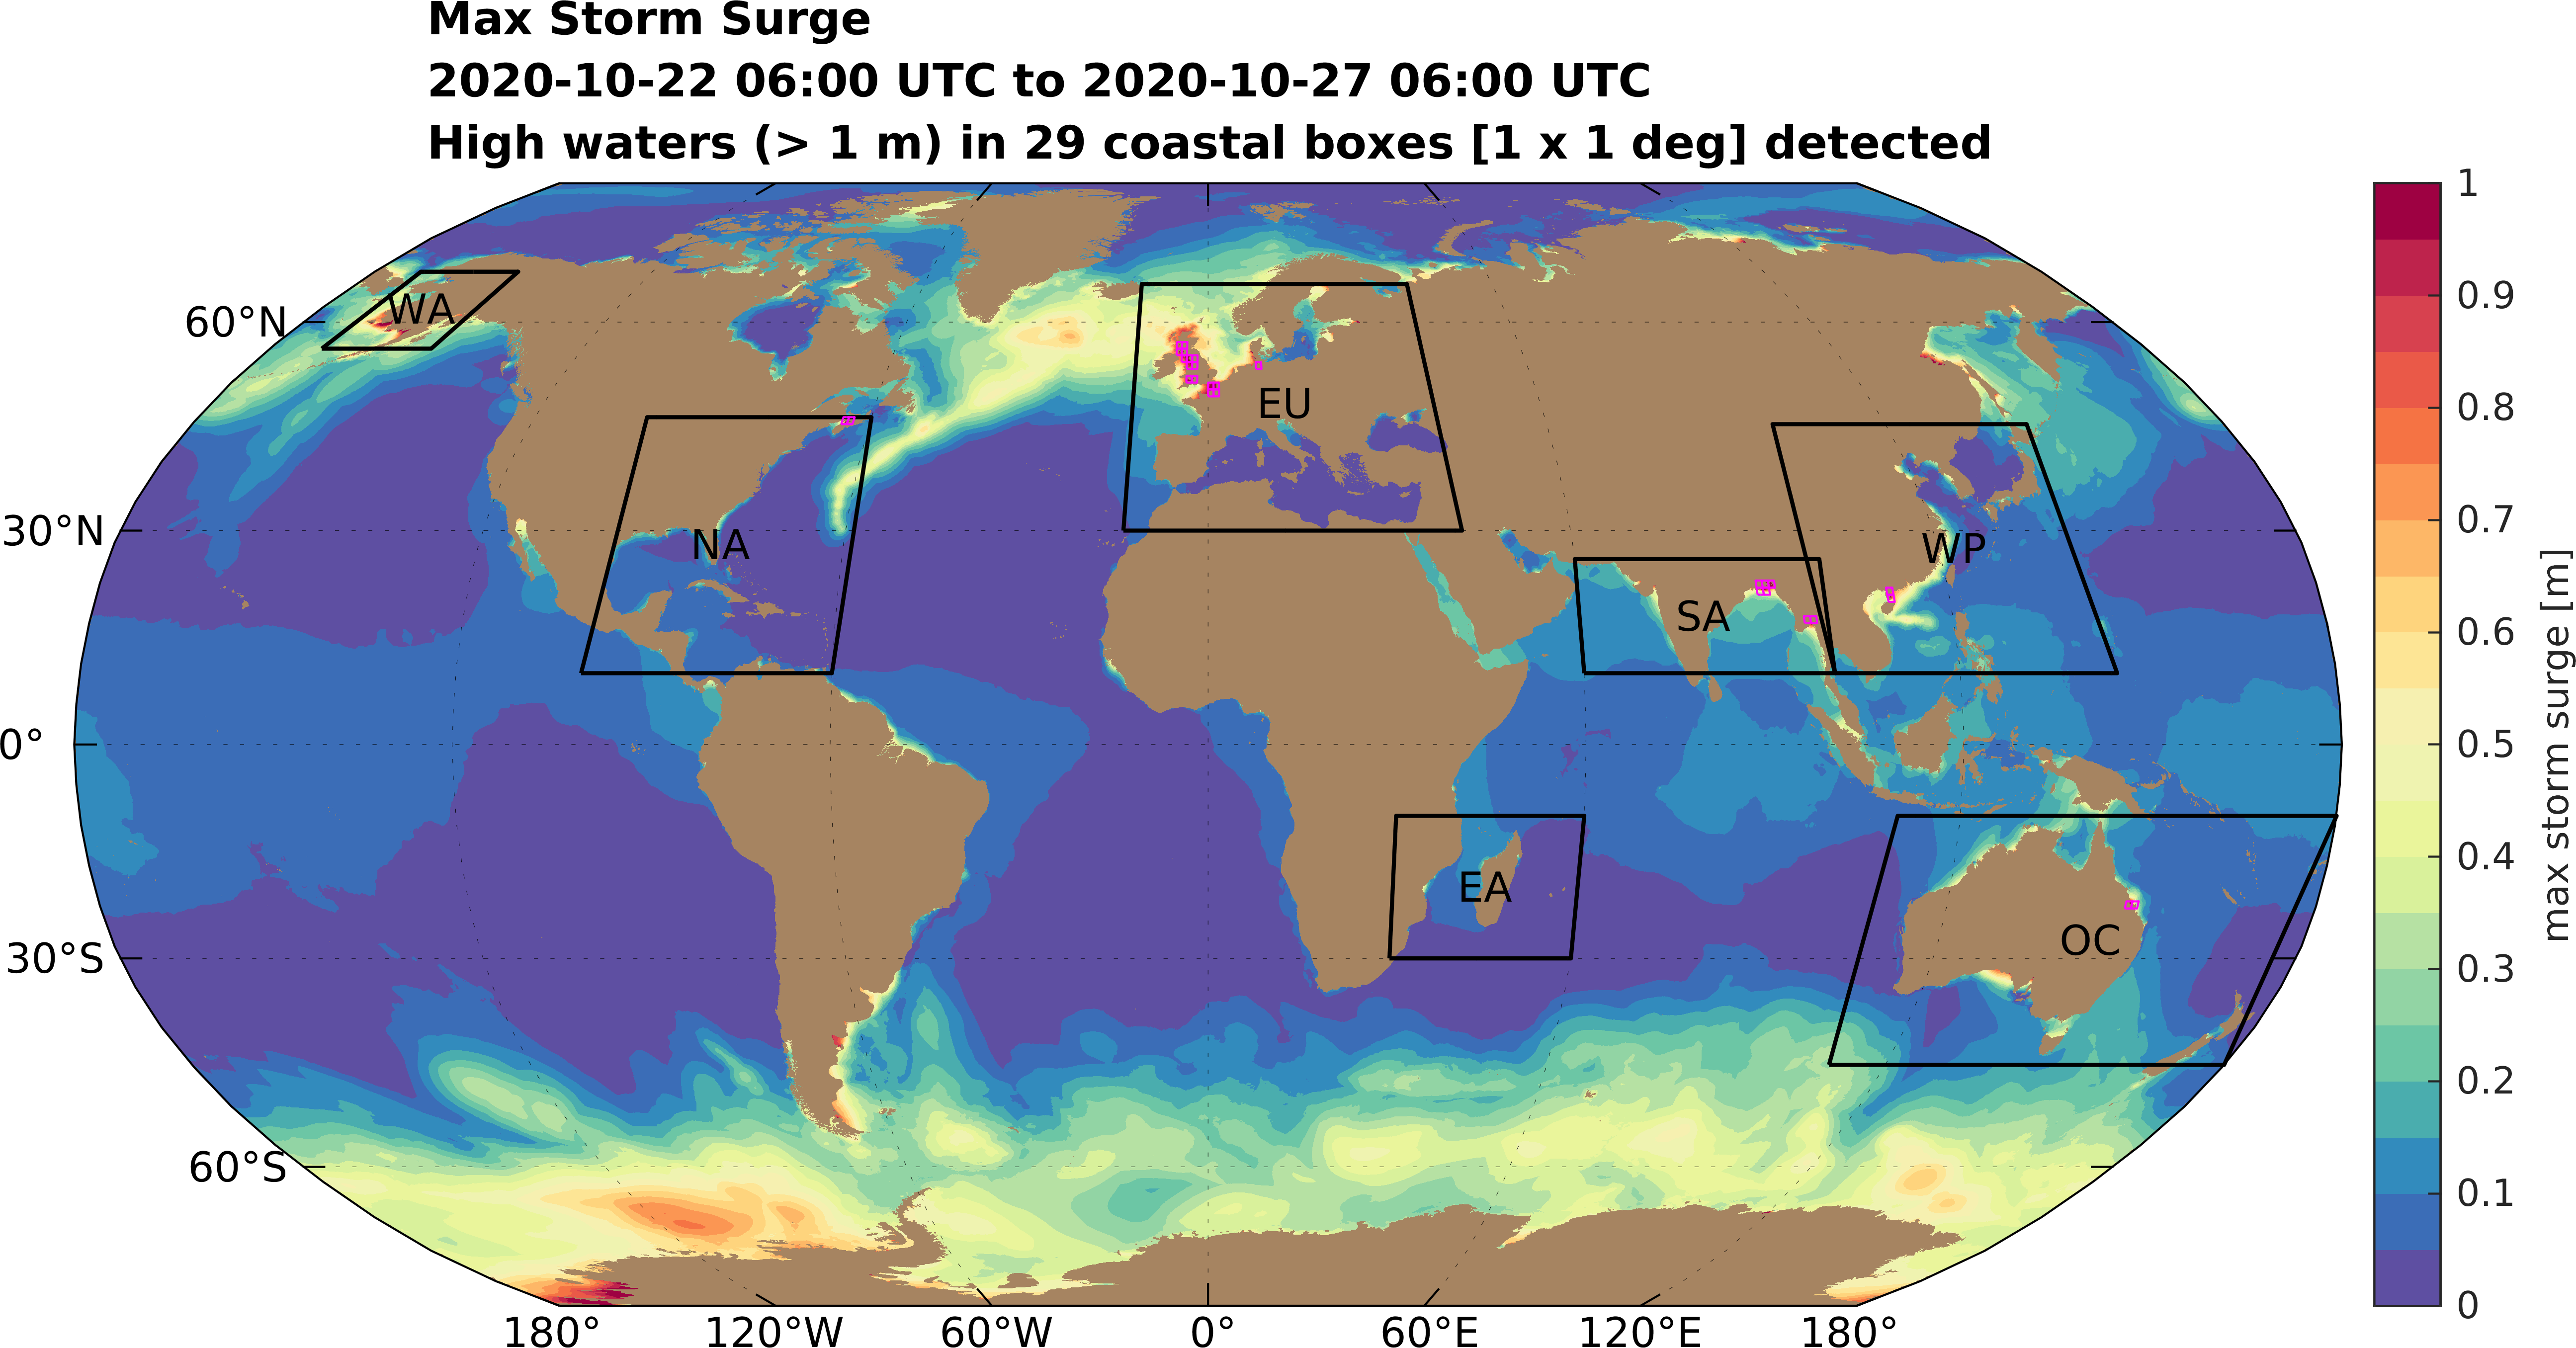 Max Storm Surge
2020-10-22 06:00 UTC to 2020-10-27 06:00 UTC
High waters (> 1 m) in 29 coastal boxes [1 x 1 deg] detected
60°N
30°N
0°
30°S
60°S
WA
NA
EU
SA
WP
EA
OC
180°
120°W
60°W
0°
60°E
120°E
180°
1
0.9
0.8
0.7
0.6
0.5
0.4
0.3
0.2
0.1
0
max storm surge [m]